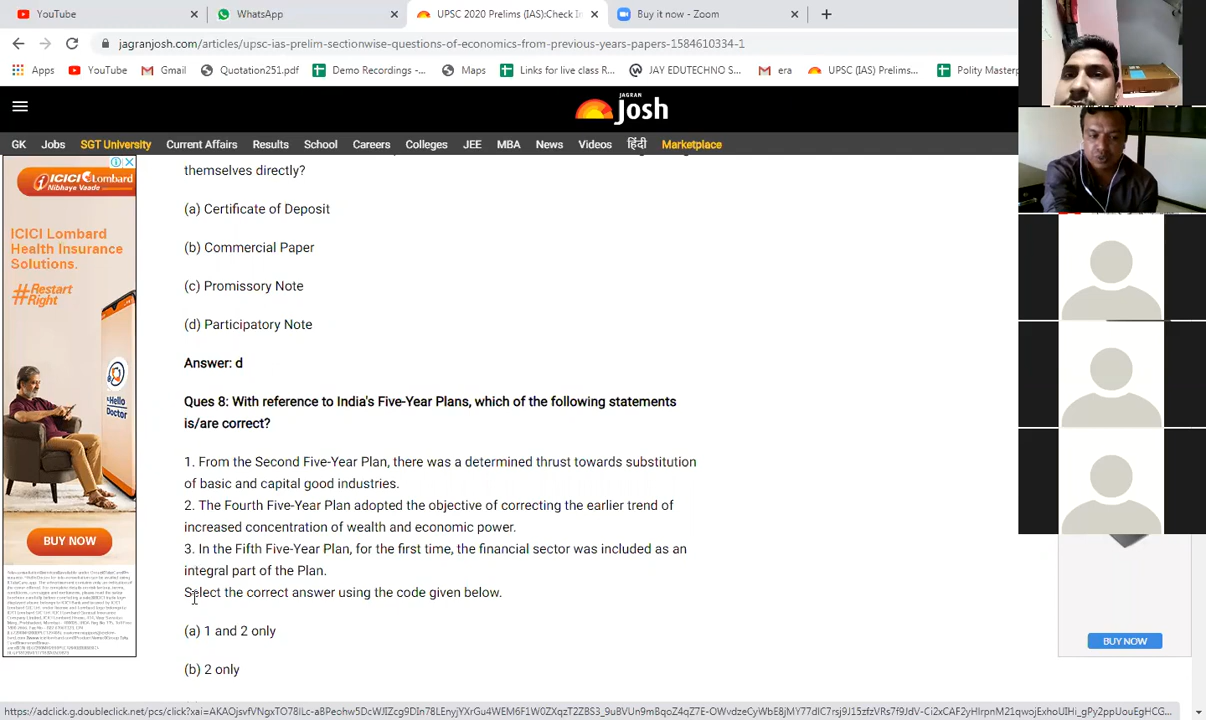 YouTube
WhatsApp
UPSC 2020 Prelims (IAS):Check In
Buy it now - Zoom
jagranjosh.com/articles/upsc-ias-prelim-sectionwise-questions-of-economics-from-previous-years-papers-1584610334-1
Apps
YouTube
Gmail
Quotation251.pdf
Demo Recordings -...
Maps
Links for live class R...
JAY EDUTECHNO S...
era
UPSC (IAS) Prelims...
Polity Masterp
JAGRAN
Josh
GK
Jobs
SGT University
Current Affairs
Results
School
Careers
Colleges
JEE
MBA
News
Videos
हिंदी
Marketplace
ICICI Lombard
Nibhaye Vaade
ICICI Lombard
Health Insurance
Solutions.
#Restart
Right
Hello
Doctor
BUY NOW
themselves directly?
(a) Certificate of Deposit
(b) Commercial Paper
(c) Promissory Note
(d) Participatory Note
Answer: d
Ques 8: With reference to India's Five-Year Plans, which of the following statements
is/are correct?
1. From the Second Five-Year Plan, there was a determined thrust towards substitution
of basic and capital good industries.
2. The Fourth Five-Year Plan adopted the objective of correcting the earlier trend of
increased concentration of wealth and economic power.
3. In the Fifth Five-Year Plan, for the first time, the financial sector was included as an
integral part of the Plan.
Select the correct answer using the code given below.
(a) 1 and 2 only
(b) 2 only
BUY NOW